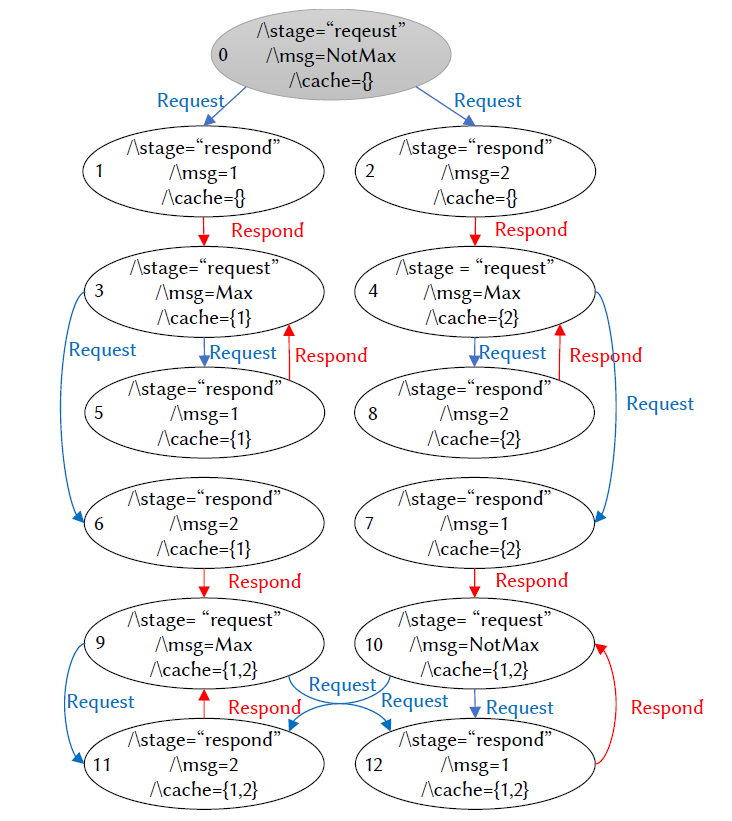 /\stage=“reqeust”
0 /\msg=NotMax
/\cache={}
Request Request
/\stage=“respond” /\stage=“respond”
1 /\msg=1 2 /\msg=2
/\cache={} /\cache={}
Respond Respond
/\stage=“request” /\stage = “request”
3 /\msg=Max 4 /\msg=Max
/\cache={1} /\cache={2}
Request Request Respond Request Respond
/\stage=“respond” /\stage=“respond”
5 /\msg=1 8 /\msg=2
/\cache={1} /\cache={2}
Request
/\stage=“respond” /\stage=“respond”
6 /\msg=2 7 /\msg=1
/\cache={1} /\cache={2}
Respond Respond
/\stage= “request” /\stage= “request”
9 /\msg=Max 10 /\msg=NotMax
/\cache={1,2} /\cache={1,2}
Request Respond Request Request Request Respond
/\stage=“respond” /\stage=“respond”
11 /\msg=2 12 /\msg=1
/\cache={1,2} /\cache={1,2}